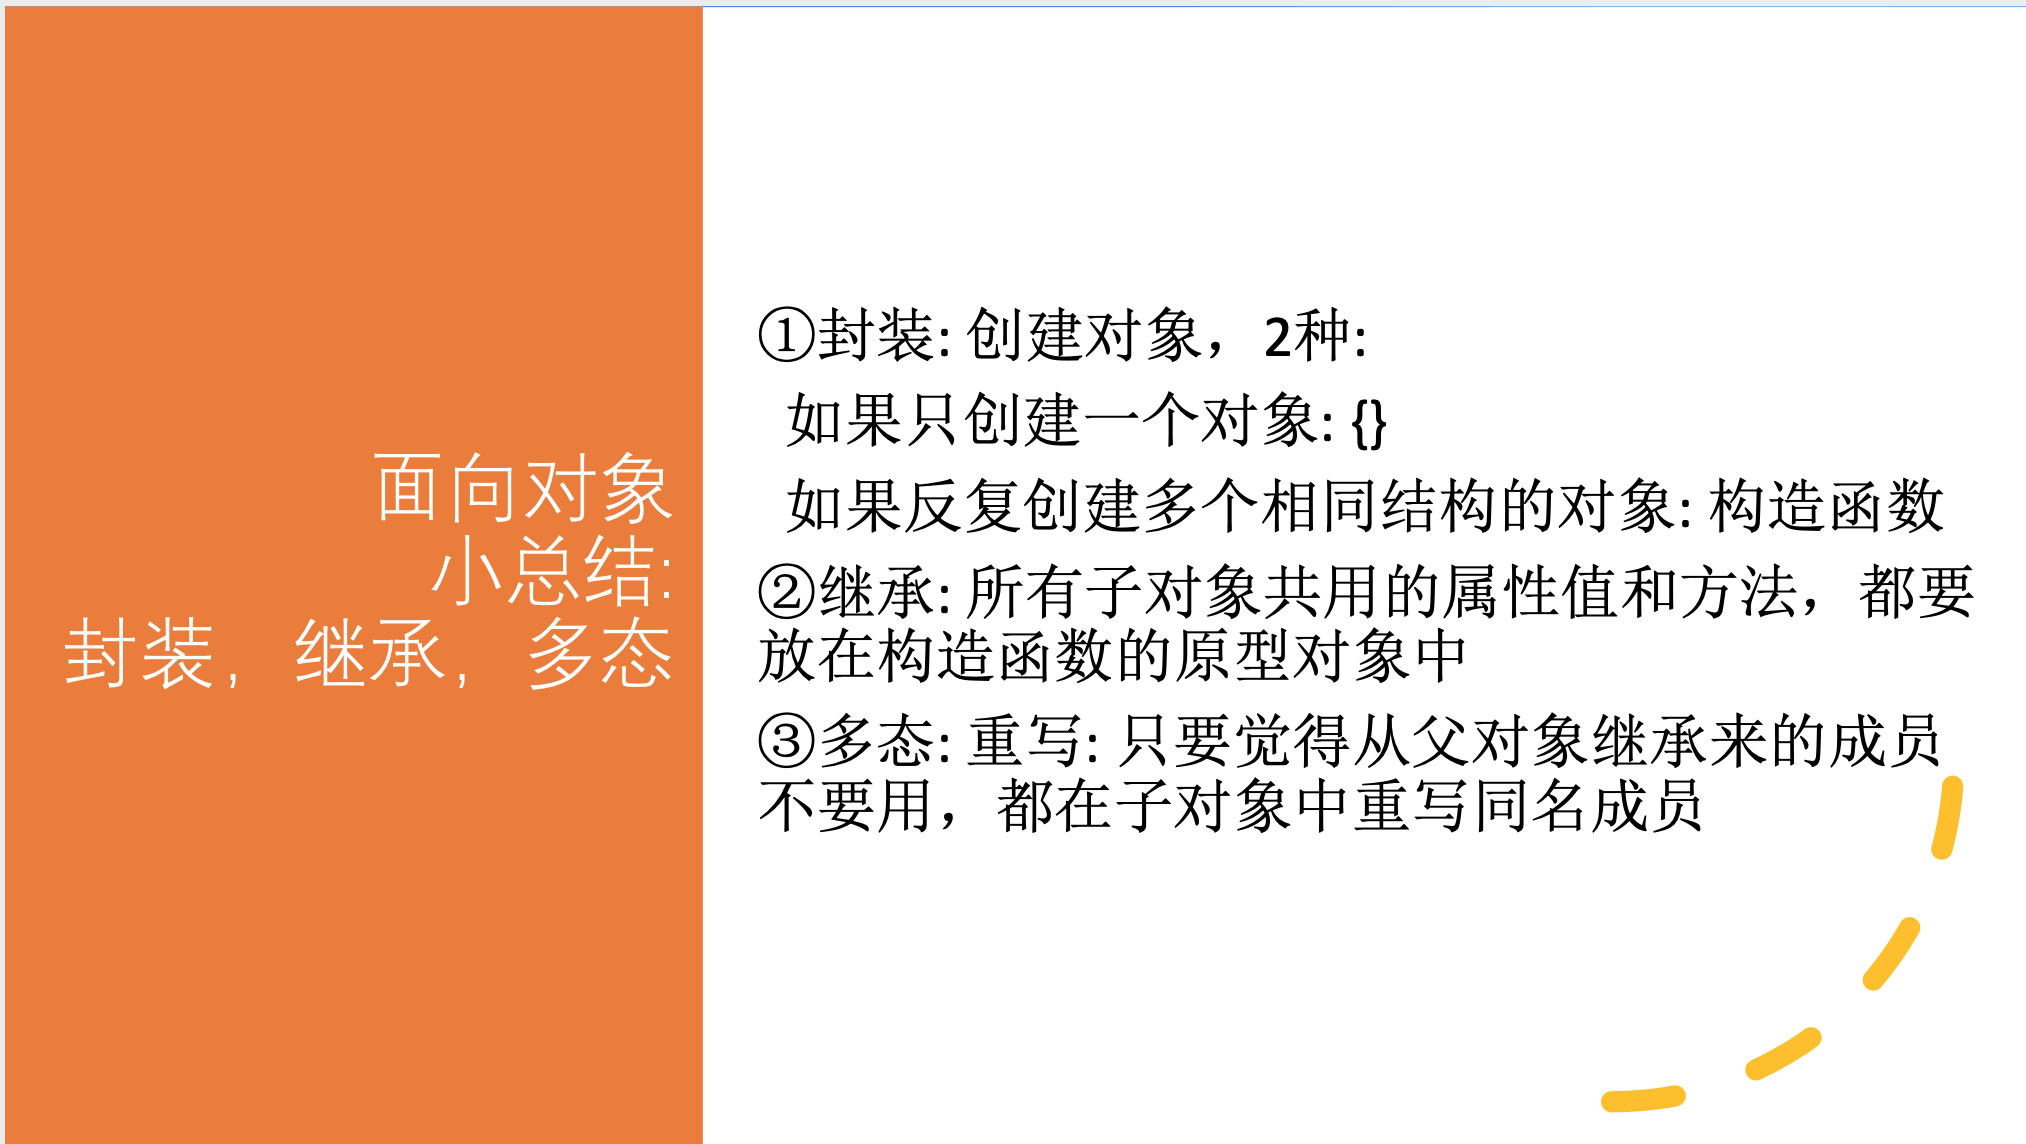 面向对象
小总结:
封装，继承，多态
①封装: 创建对象，2种:
如果只创建一个对象: {}
如果反复创建多个相同结构的对象: 构造函数
②继承: 所有子对象共用的属性值和方法，都要
放在构造函数的原型对象中
③多态: 重写: 只要觉得从父对象继承来的成员
不要用，都在子对象中重写同名成员